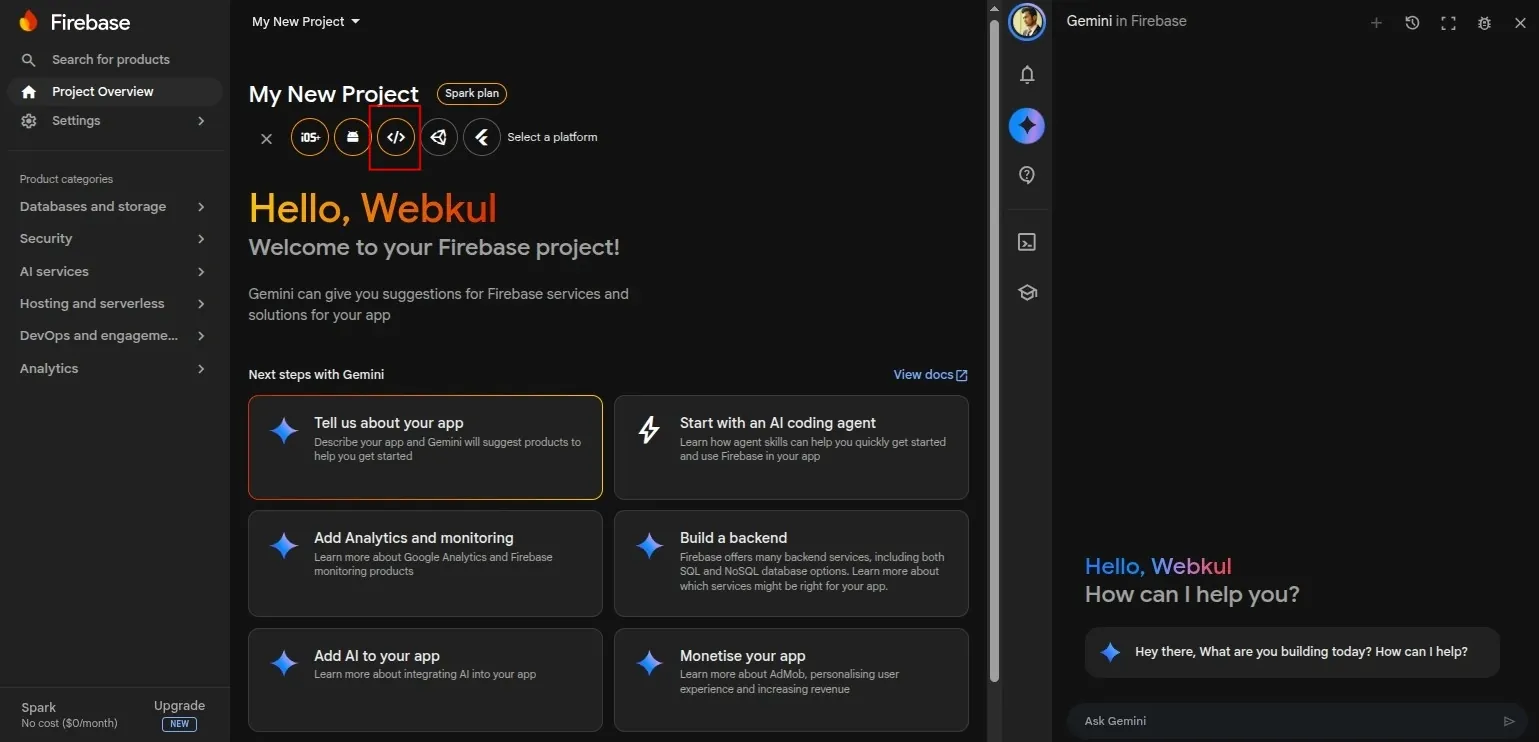 Firebase
Search for products
Project Overview
Settings
Product categories
Databases and storage
Security
AI services
Hosting and serverless
DevOps and engageme...
Analytics
Spark
No cost ($0/month)
Upgrade
NEW
My New Project
My New Project
Spark plan
iOS+
</>
Select a platform
Hello, Webkul
Welcome to your Firebase project!
Gemini can give you suggestions for Firebase services and
solutions for your app
Next steps with Gemini
View docs
Tell us about your app
Describe your app and Gemini will suggest products to
help you get started
Start with an AI coding agent
Learn how agent skills can help you quickly get started
and use Firebase in your app
Add Analytics and monitoring
Learn more about Google Analytics and Firebase
monitoring products
Build a backend
Firebase offers many backend services, including both
SQL and NoSQL database options. Learn more about
which services might be right for your app.
Add AI to your app
Learn more about integrating AI into your app
Monetise your app
Learn more about AdMob, personalising user
experience and increasing revenue
Gemini in Firebase
Hello, Webkul
How can I help you?
Hey there, What are you building today? How can I help?
Ask Gemini